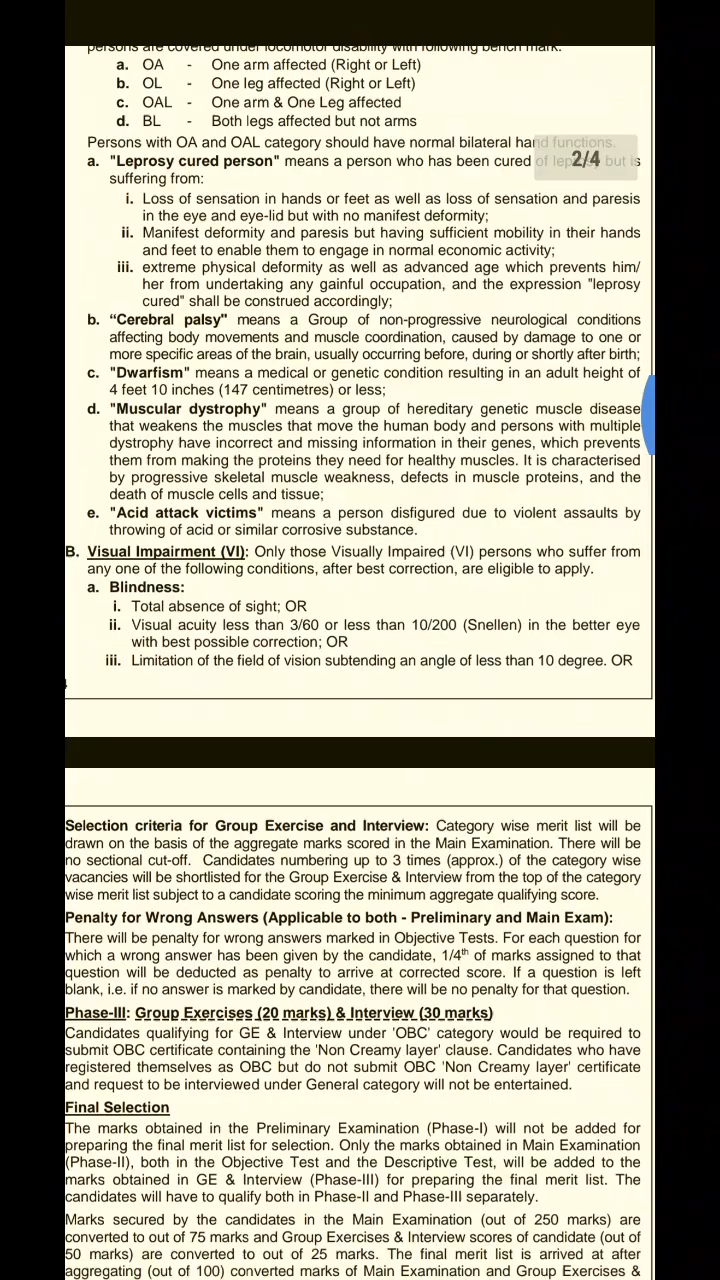 persons are covered under locomotor disability with following bench mark:
a. OA - One arm affected (Right or Left)
b. OL - One leg affected (Right or Left)
c. OAL - One arm & One Leg affected
d. BL - Both legs affected but not arms
Persons with OA and OAL category should have normal bilateral hand functions.
2/4
a. "Leprosy cured person" means a person who has been cured of leprosy but is
suffering from:
i. Loss of sensation in hands or feet as well as loss of sensation and paresis
in the eye and eye-lid but with no manifest deformity;
ii. Manifest deformity and paresis but having sufficient mobility in their hands
and feet to enable them to engage in normal economic activity;
iii. extreme physical deformity as well as advanced age which prevents him/
her from undertaking any gainful occupation, and the expression "leprosy
cured" shall be construed accordingly;
b. “Cerebral palsy" means a Group of non-progressive neurological conditions
affecting body movements and muscle coordination, caused by damage to one or
more specific areas of the brain, usually occurring before, during or shortly after birth;
c. "Dwarfism" means a medical or genetic condition resulting in an adult height of
4 feet 10 inches (147 centimetres) or less;
d. "Muscular dystrophy" means a group of hereditary genetic muscle disease
that weakens the muscles that move the human body and persons with multiple
dystrophy have incorrect and missing information in their genes, which prevents
them from making the proteins they need for healthy muscles. It is characterised
by progressive skeletal muscle weakness, defects in muscle proteins, and the
death of muscle cells and tissue;
e. "Acid attack victims" means a person disfigured due to violent assaults by
throwing of acid or similar corrosive substance.
B. Visual Impairment (VI): Only those Visually Impaired (VI) persons who suffer from
any one of the following conditions, after best correction, are eligible to apply.
a. Blindness:
i. Total absence of sight; OR
ii. Visual acuity less than 3/60 or less than 10/200 (Snellen) in the better eye
with best possible correction; OR
iii. Limitation of the field of vision subtending an angle of less than 10 degree. OR
Selection criteria for Group Exercise and Interview: Category wise merit list will be
drawn on the basis of the aggregate marks scored in the Main Examination. There will be
no sectional cut-off. Candidates numbering up to 3 times (approx.) of the category wise
vacancies will be shortlisted for the Group Exercise & Interview from the top of the category
wise merit list subject to a candidate scoring the minimum aggregate qualifying score.
Penalty for Wrong Answers (Applicable to both - Preliminary and Main Exam):
There will be penalty for wrong answers marked in Objective Tests. For each question for
which a wrong answer has been given by the candidate, 1/4th of marks assigned to that
question will be deducted as penalty to arrive at corrected score. If a question is left
blank, i.e. if no answer is marked by candidate, there will be no penalty for that question.
Phase-III: Group Exercises (20 marks) & Interview (30 marks)
Candidates qualifying for GE & Interview under 'OBC' category would be required to
submit OBC certificate containing the 'Non Creamy layer' clause. Candidates who have
registered themselves as OBC but do not submit OBC 'Non Creamy layer' certificate
and request to be interviewed under General category will not be entertained.
Final Selection
The marks obtained in the Preliminary Examination (Phase-I) will not be added for
preparing the final merit list for selection. Only the marks obtained in Main Examination
(Phase-II), both in the Objective Test and the Descriptive Test, will be added to the
marks obtained in GE & Interview (Phase-III) for preparing the final merit list. The
candidates will have to qualify both in Phase-II and Phase-III separately.
Marks secured by the candidates in the Main Examination (out of 250 marks) are
converted to out of 75 marks and Group Exercises & Interview scores of candidate (out of
50 marks) are converted to out of 25 marks. The final merit list is arrived at after
aggregating (out of 100) converted marks of Main Examination and Group Exercises &